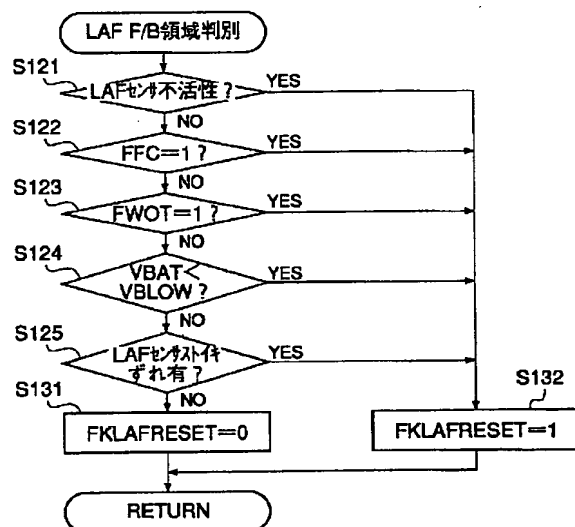 LAF F/B領域判別
S121
LAFセンサ不活性？
YES
NO
S122
FFC=1？
YES
NO
S123
FWOT=1？
YES
NO
S124
VBAT<
VBLOW？
YES
NO
S125
LAFセンサストイキ
ずれ有？
YES
NO
S131
FKLAFRESET=0
S132
FKLAFRESET=1
RETURN